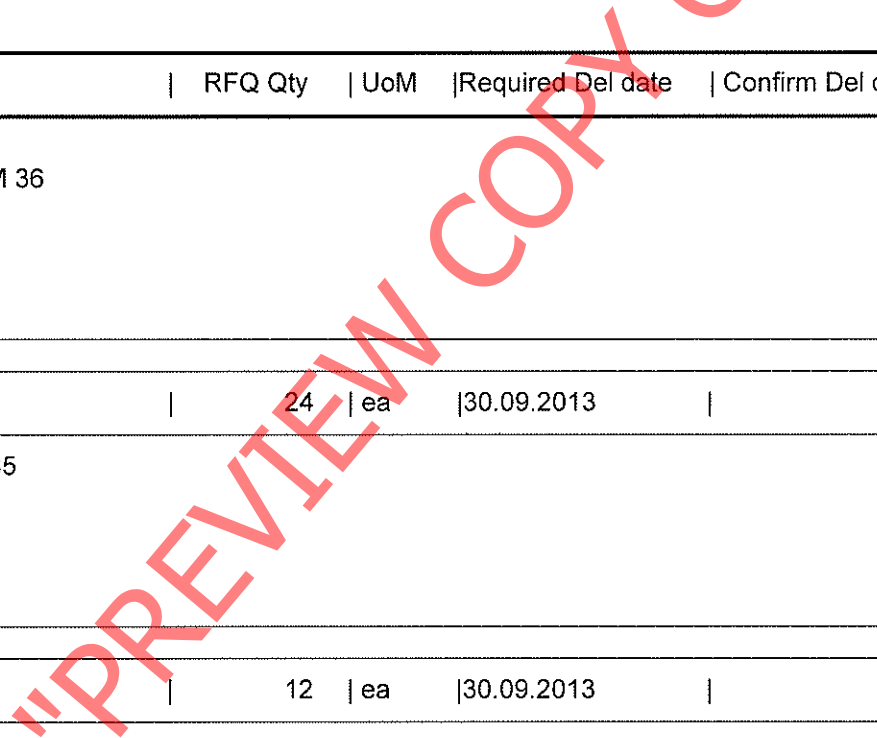 | RFQ Qty | UoM |Required Del date | Confirm Del
36
| 24 | ea |30.09.2013 |
5
| 12 | ea |30.09.2013 |
"PREVIEW COPY